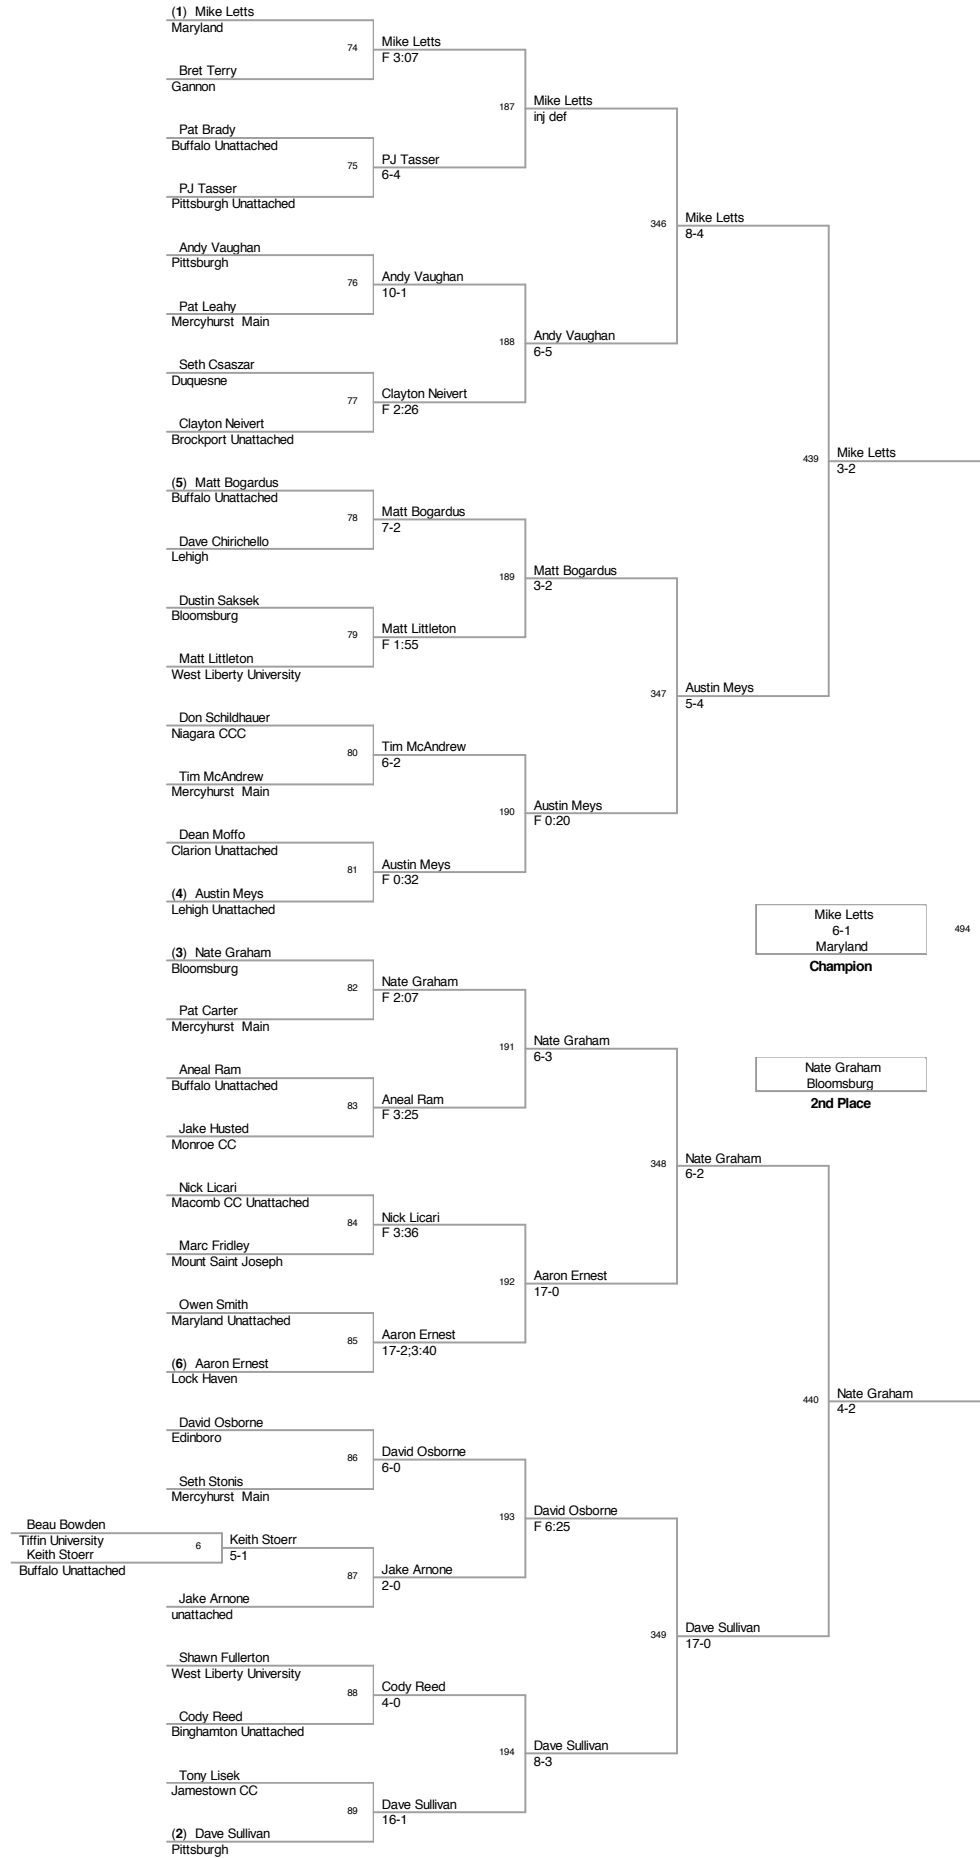 (1) Mike Letts
Maryland
74
Bret Terry
Gannon
Mike Letts
F 3:07
Pat Brady
Buffalo Unattached
75
PJ Tasser
Pittsburgh Unattached
PJ Tasser
6-4
187
Mike Letts
inj def
Andy Vaughan
Pittsburgh
76
Pat Leahy
Mercyhurst Main
Andy Vaughan
10-1
Seth Csaszar
Duquesne
77
Clayton Neivert
Brockport Unattached
Clayton Neivert
F 2:26
188
Andy Vaughan
6-5
346
Mike Letts
8-4
(5) Matt Bogardus
Buffalo Unattached
78
Dave Chirichello
Lehigh
Matt Bogardus
7-2
Dustin Saksek
Bloomsburg
79
Matt Littleton
West Liberty University
Matt Littleton
F 1:55
189
Matt Bogardus
3-2
Don Schildhauer
Niagara CCC
80
Tim McAndrew
Mercyhurst Main
Tim McAndrew
6-2
Dean Moffo
Clarion Unattached
81
(4) Austin Meys
Lehigh Unattached
Austin Meys
F 0:32
190
Austin Meys
F 0:20
347
Austin Meys
5-4
439
Mike Letts
3-2
Mike Letts
6-1
Maryland
Champion
494
(3) Nate Graham
Bloomsburg
82
Pat Carter
Mercyhurst Main
Nate Graham
F 2:07
Aneal Ram
Buffalo Unattached
83
Jake Husted
Monroe CC
Aneal Ram
F 3:25
191
Nate Graham
6-3
Nate Graham
Bloomsburg
2nd Place
Nick Licari
Macomb CC Unattached
84
Marc Fridley
Mount Saint Joseph
Nick Licari
F 3:36
Owen Smith
Maryland Unattached
85
(6) Aaron Ernest
Lock Haven
Aaron Ernest
17-2;3:40
192
Aaron Ernest
17-0
348
Nate Graham
6-2
David Osborne
Edinboro
86
Seth Stonis
Mercyhurst Main
David Osborne
6-0
Beau Bowden
Tiffin University
6
Keith Stoerr
Buffalo Unattached
Keith Stoerr
5-1
87
Jake Arnone
unattached
Jake Arnone
2-0
193
David Osborne
F 6:25
Shawn Fullerton
West Liberty University
88
Cody Reed
Binghamton Unattached
Cody Reed
4-0
Tony Lisek
Jamestown CC
89
(2) Dave Sullivan
Pittsburgh
Dave Sullivan
16-1
194
Dave Sullivan
8-3
349
Dave Sullivan
17-0
440
Nate Graham
4-2